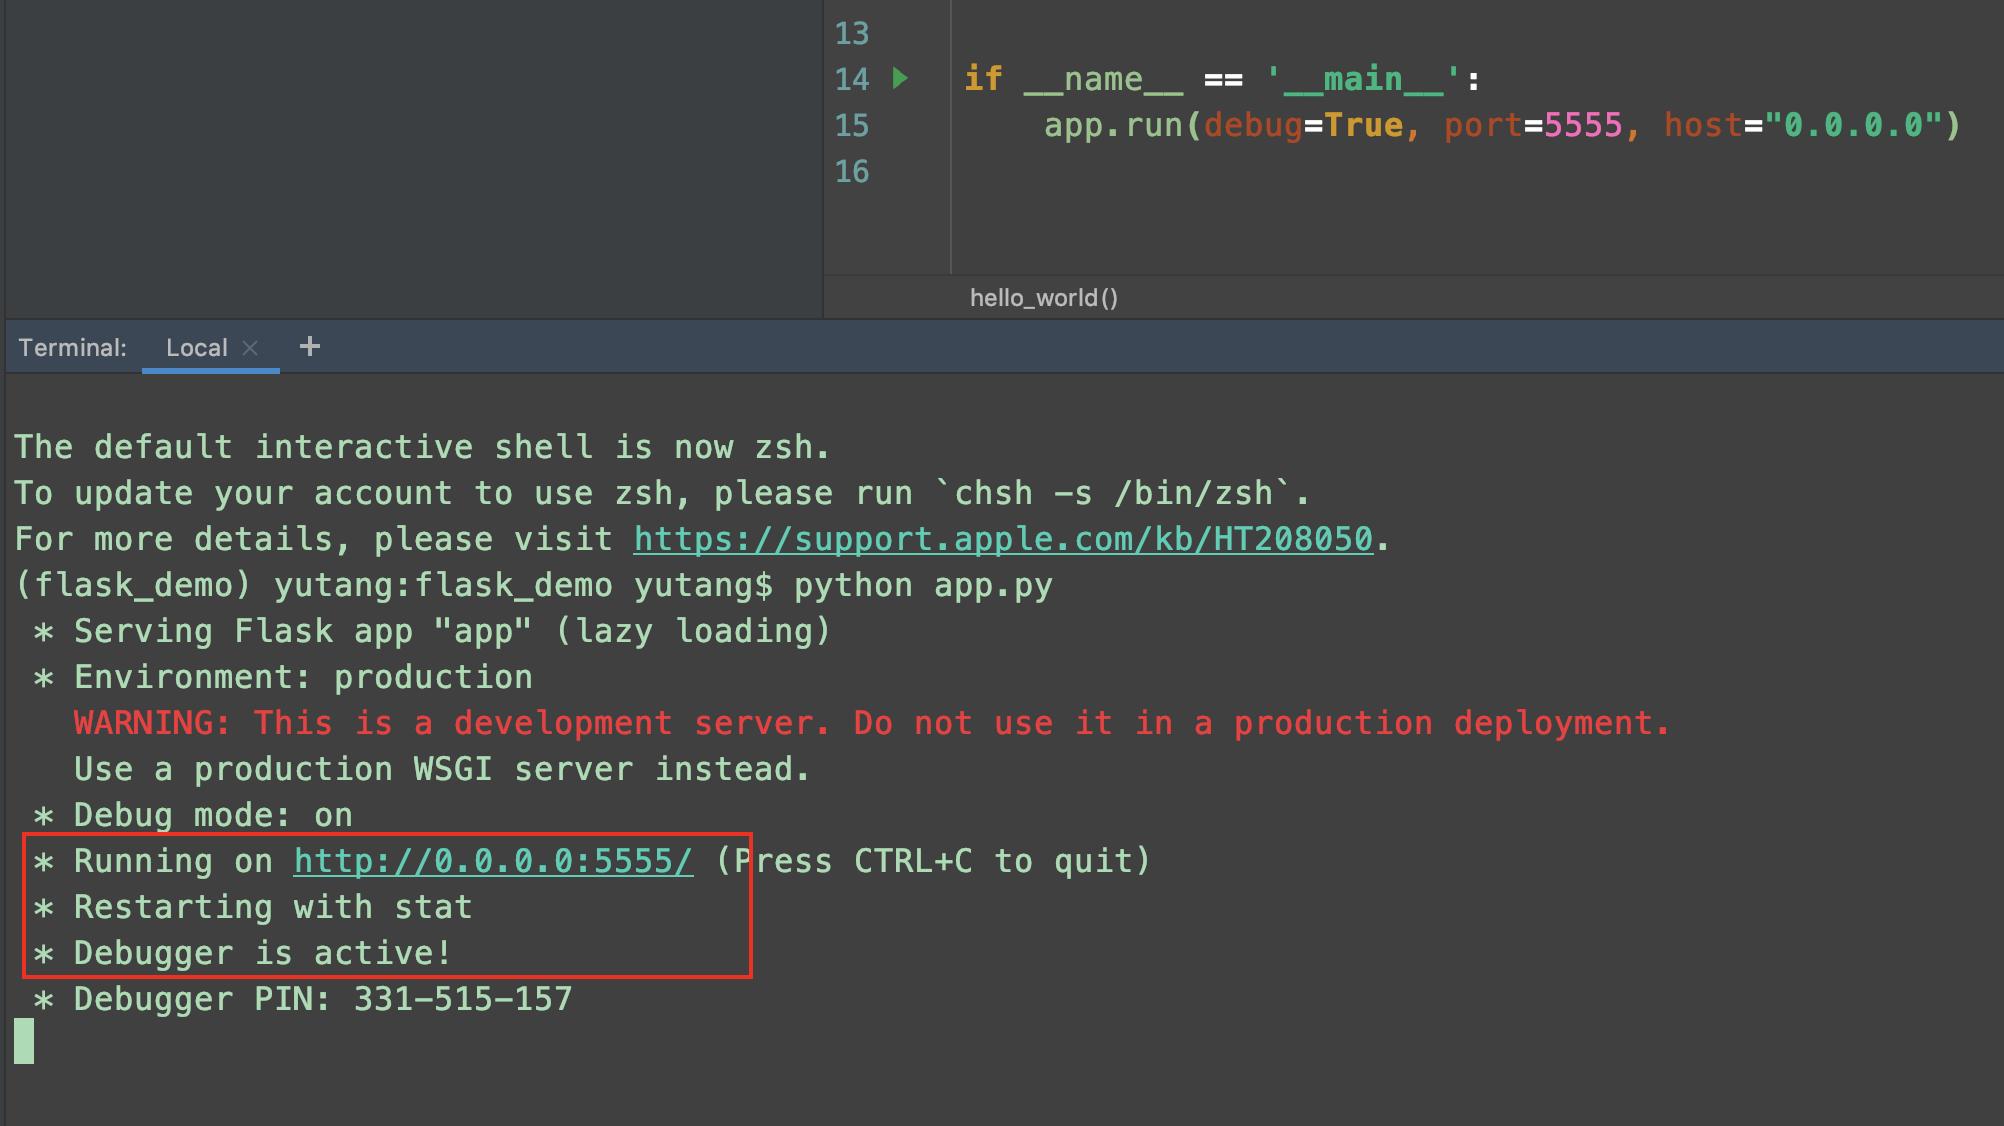 13
14 if __name__ == '__main__':
15 app.run(debug=True, port=5555, host="0.0.0.0")
16
hello_world()
Terminal: Local × +
The default interactive shell is now zsh.
To update your account to use zsh, please run `chsh -s /bin/zsh`.
For more details, please visit https://support.apple.com/kb/HT208050.
(flask_demo) yutang:flask_demo yutang$ python app.py
* Serving Flask app "app" (lazy loading)
* Environment: production
WARNING: This is a development server. Do not use it in a production deployment.
Use a production WSGI server instead.
* Debug mode: on
* Running on http://0.0.0.0:5555/ (Press CTRL+C to quit)
* Restarting with stat
* Debugger is active!
* Debugger PIN: 331-515-157